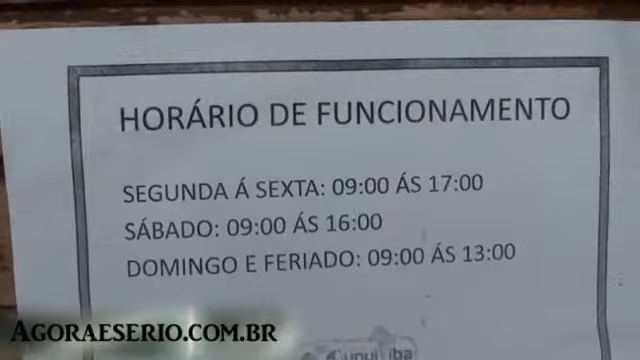 HORÁRIO DE FUNCIONAMENTO
SEGUNDA Á SEXTA: 09:00 ÁS 17:00
SÁBADO: 09:00 ÁS 16:00
DOMINGO E FERIADO: 09:00 ÁS 13:00
AGORAESERIO.COM.BR